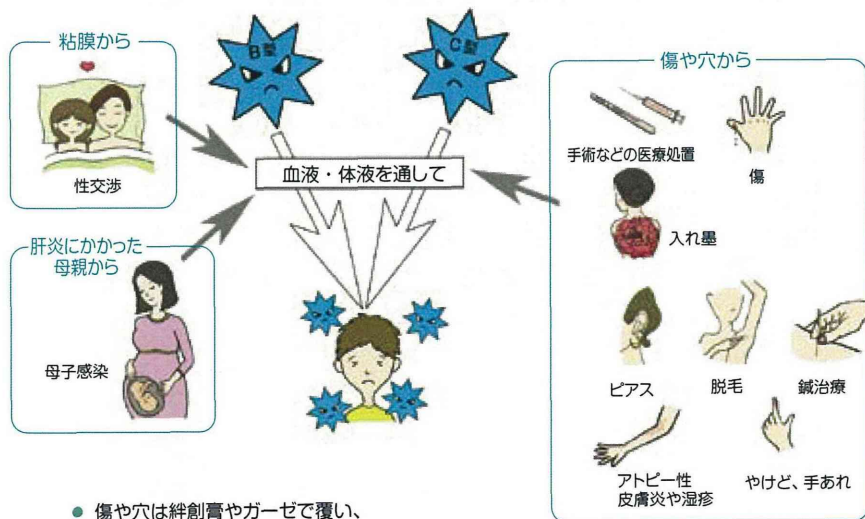 粘膜から
性交渉
B型
C型
血液・体液を通して
肝炎にかかった
母親から
母子感染
傷や穴から
手術などの医療処置
傷
入れ墨
ピアス
脱毛
鍼治療
アトピー性
皮膚炎や湿疹
やけど、手あれ
● 傷や穴は絆創膏やガーゼで覆い、